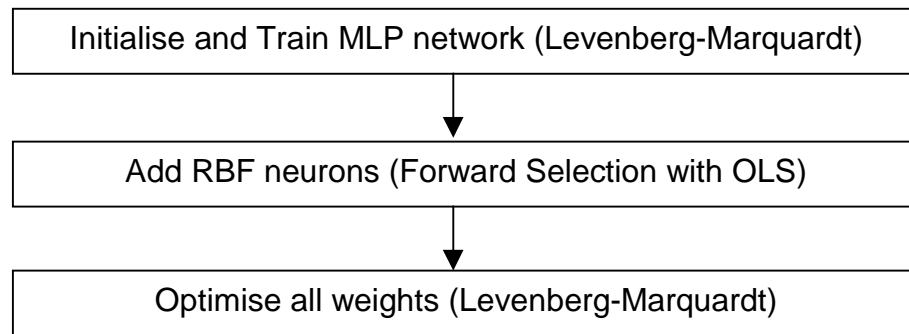 Initialise and Train MLP network (Levenberg-Marquardt)
Add RBF neurons (Forward Selection with OLS)
Optimise all weights (Levenberg-Marquardt)